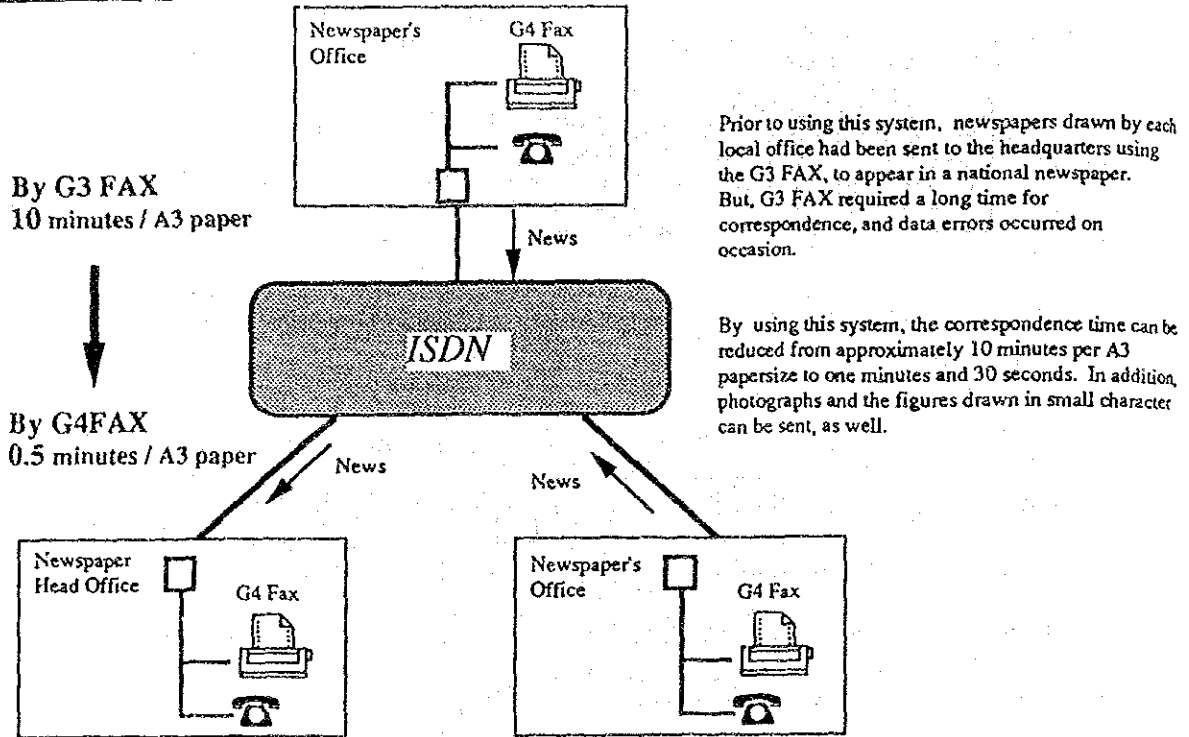 Newspaper's
Office
G4 Fax
Prior to using this system, newspapers drawn by each
local office had been sent to the headquarters using
the G3 FAX, to appear in a national newspaper.
But, G3 FAX required a long time for
correspondence, and data errors occurred on
occasion.
By G3 FAX
10 minutes / A3 paper
News
ISDN
By using this system, the correspondence time can be
reduced from approximately 10 minutes per A3
papersize to one minutes and 30 seconds. In addition,
photographs and the figures drawn in small character
can be sent, as well.
By G4FAX
0.5 minutes / A3 paper
News
News
Newspaper
Head Office
G4 Fax
Newspaper's
Office
G4 Fax